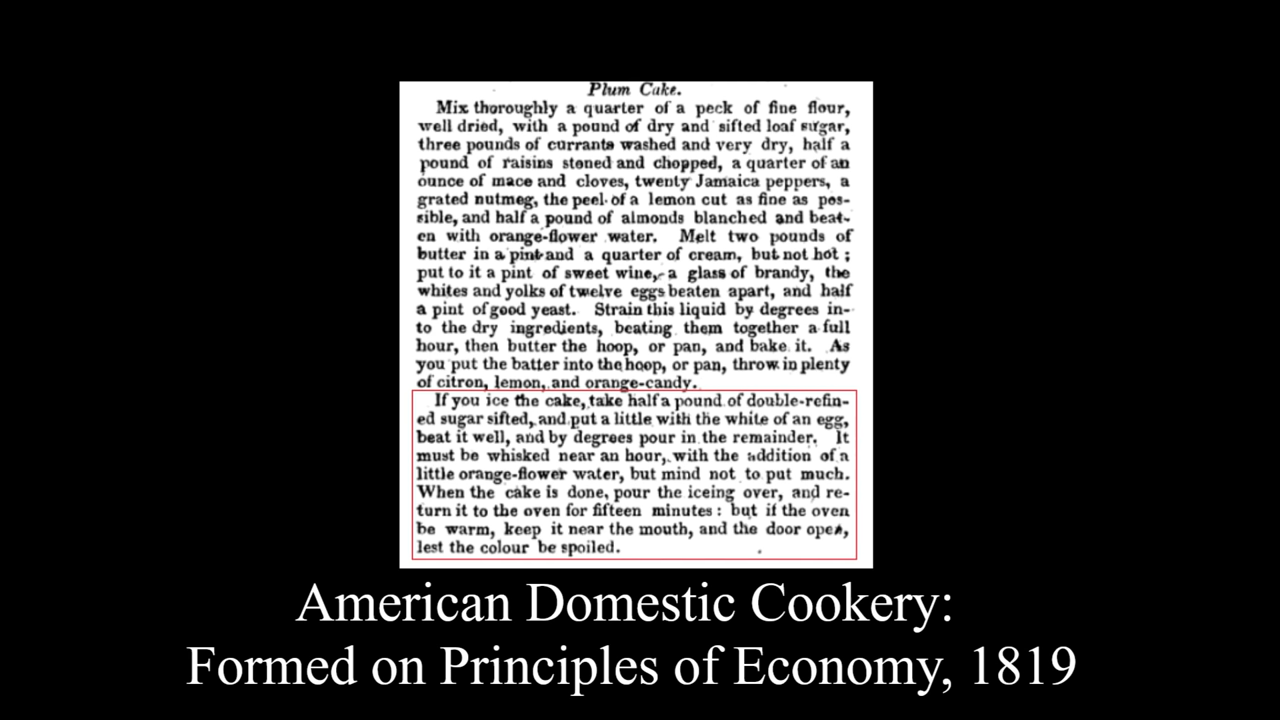 Plum Cake.
Mix thoroughly a quarter of a peck of fine flour,
well dried, with a pound of dry and sifted loaf sugar,
three pounds of currants washed and very dry, half a
pound of raisins stoned and chopped, a quarter of an
ounce of mace and cloves, twenty Jamaica peppers, a
grated nutmeg, the peel of a lemon cut as fine as pos-
sible, and half a pound of almonds blanched and beat-
en with orange-flower water. Melt two pounds of
butter in a pint and a quarter of cream, but not hot ;
put to it a pint of sweet wine, a glass of brandy, the
whites and yolks of twelve eggs beaten apart, and half
a pint of good yeast. Strain this liquid by degrees in-
to the dry ingredients, beating them together a full
hour, then butter the hoop, or pan, and bake it. As
you put the batter into the hoop, or pan, throw in plenty
of citron, lemon, and orange-candy.
If you ice the cake, take half a pound of double-refin-
ed sugar sifted, and put a little with the white of an egg,
beat it well, and by degrees pour in the remainder. It
must be whisked near an hour, with the addition of a
little orange-flower water, but mind not to put much.
When the cake is done, pour the iceing over, and re-
turn it to the oven for fifteen minutes : but if the oven
be warm, keep it near the mouth, and the door open,
lest the colour be spoiled.
American Domestic Cookery:
Formed on Principles of Economy, 1819